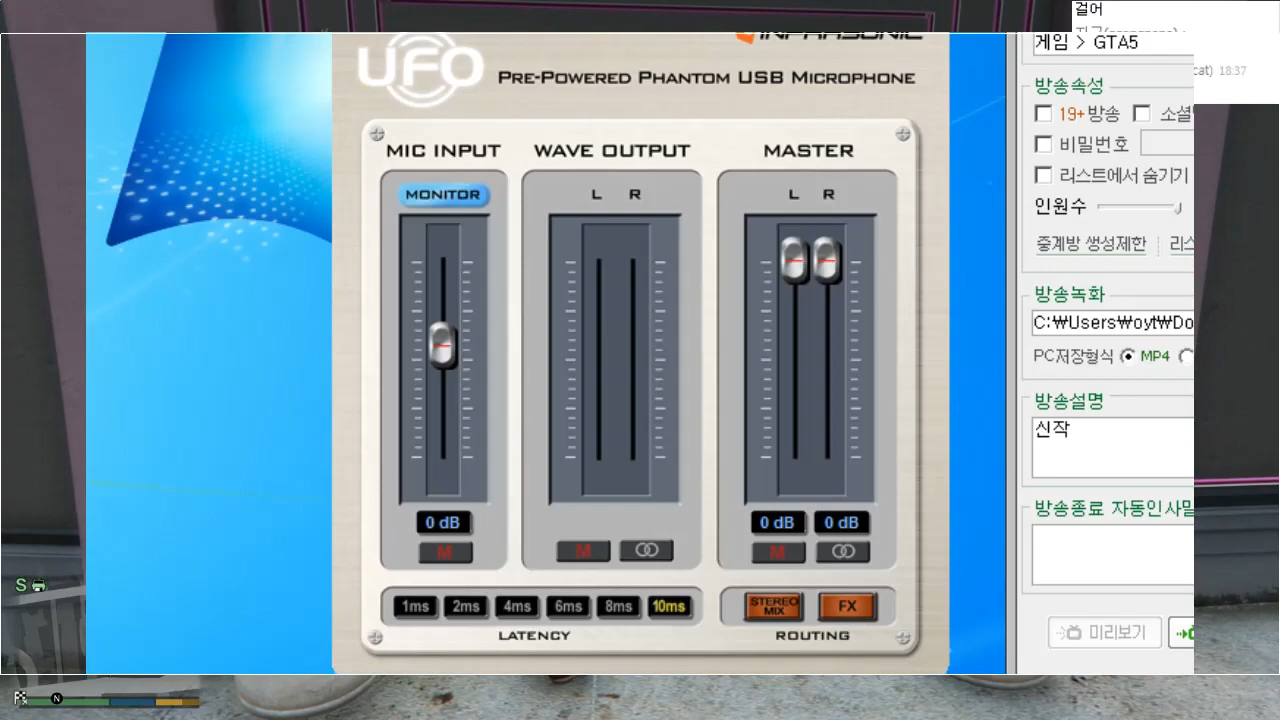 걸어
cat) 18:37
INFRASONIC
게임 > GTA5
UFO
PRE-POWERED PHANTOM USB MICROPHONE
방송속성
19+방송 소셜
비밀번호
리스트에서 숨기기
인원수
중계방 생성제한 리스
MIC INPUT WAVE OUTPUT MASTER
MONITOR L R L R
방송녹화
C:₩Users₩oyt₩Do
PC저장형식 MP4
방송설명
신작
방송종료 자동인사말
0 dB 0 dB 0 dB
M M M
1ms 2ms 4ms 6ms 8ms 10ms STEREO MIX FX
LATENCY ROUTING
미리보기
S
N